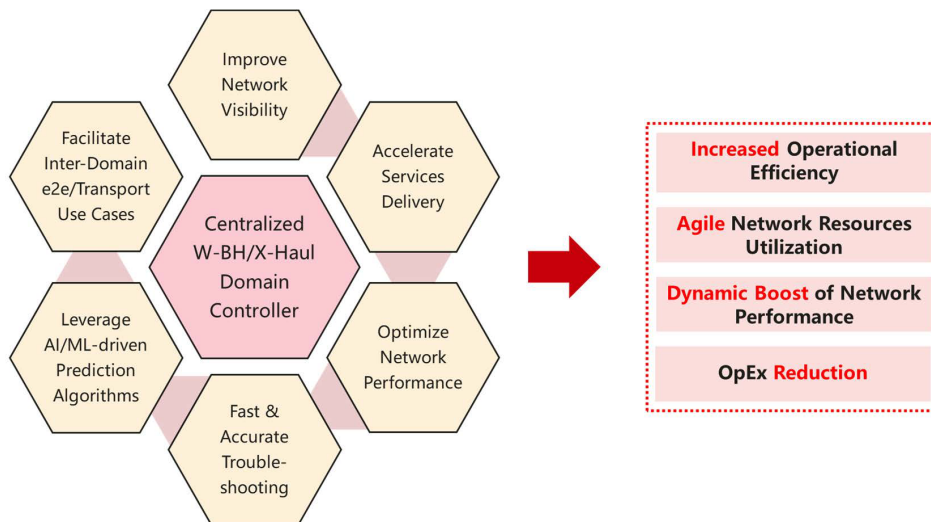 Improve
Network
Visibility
Facilitate
Inter-Domain
e2e/Transport
Use Cases
Accelerate
Services
Delivery
Centralized
W-BH/X-Haul
Domain
Controller
Leverage
AI/ML-driven
Prediction
Algorithms
Optimize
Network
Performance
Fast &
Accurate
Trouble-
shooting
Increased Operational
Efficiency
Agile Network Resources
Utilization
Dynamic Boost of Network
Performance
OpEx Reduction